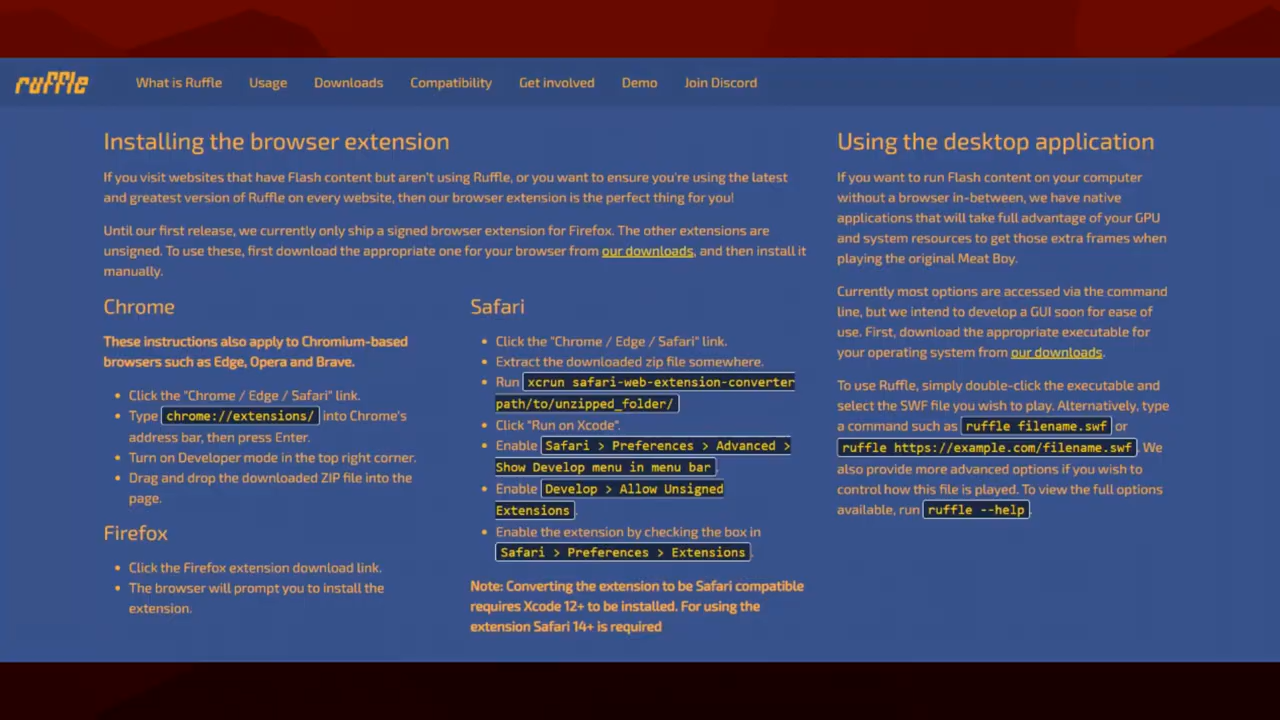 ruffle
What is Ruffle
Usage
Downloads
Compatibility
Get involved
Demo
Join Discord
Installing the browser extension
If you visit websites that have Flash content but aren't using Ruffle, or you want to ensure you're using the latest
and greatest version of Ruffle on every website, then our browser extension is the perfect thing for you!
Until our first release, we currently only ship a signed browser extension for Firefox. The other extensions are
unsigned. To use these, first download the appropriate one for your browser from our downloads, and then install it
manually.
Chrome
These instructions also apply to Chromium-based
browsers such as Edge, Opera and Brave.
• Click the "Chrome / Edge / Safari" link.
• Type chrome://extensions/ into Chrome's
address bar, then press Enter.
• Turn on Developer mode in the top right corner.
• Drag and drop the downloaded ZIP file into the
page.
Firefox
• Click the Firefox extension download link.
• The browser will prompt you to install the
extension.
Safari
• Click the "Chrome / Edge / Safari" link.
• Extract the downloaded zip file somewhere.
• Run xcrun safari-web-extension-converter
path/to/unzipped_folder/
• Click "Run on Xcode".
• Enable Safari > Preferences > Advanced >
Show Develop menu in menu bar.
• Enable Develop > Allow Unsigned
Extensions.
• Enable the extension by checking the box in
Safari > Preferences > Extensions.
Note: Converting the extension to be Safari compatible
requires Xcode 12+ to be installed. For using the
extension Safari 14+ is required
Using the desktop application
If you want to run Flash content on your computer
without a browser in-between, we have native
applications that will take full advantage of your GPU
and system resources to get those extra frames when
playing the original Meat Boy.
Currently most options are accessed via the command
line, but we intend to develop a GUI soon for ease of
use. First, download the appropriate executable for
your operating system from our downloads.
To use Ruffle, simply double-click the executable and
select the SWF file you wish to play. Alternatively, type
a command such as ruffle filename.swf or
ruffle https://example.com/filename.swf. We
also provide more advanced options if you wish to
control how this file is played. To view the full options
available, run ruffle --help.